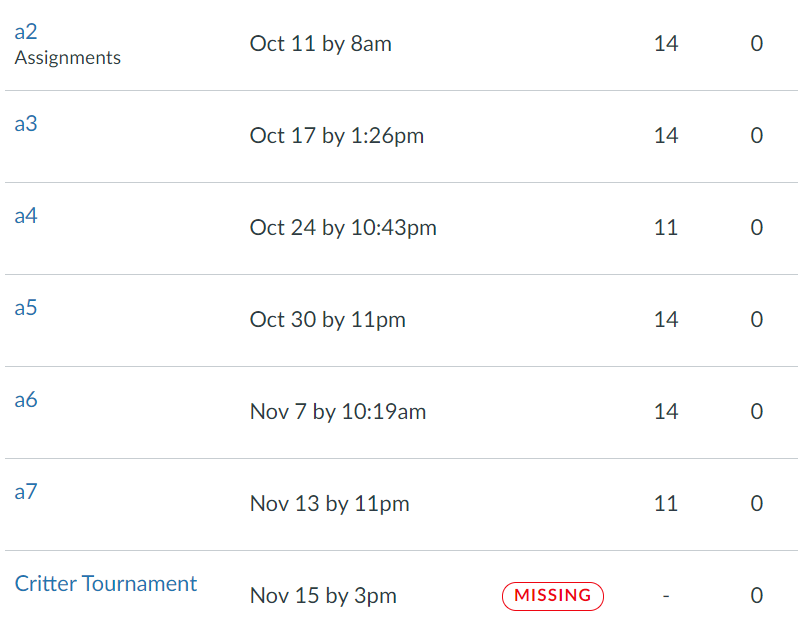 a2
Assignments
Oct 11 by 8am 14 0
a3
Oct 17 by 1:26pm 14 0
a4
Oct 24 by 10:43pm 11 0
a5
Oct 30 by 11pm 14 0
a6
Nov 7 by 10:19am 14 0
a7
Nov 13 by 11pm 11 0
Critter Tournament
Nov 15 by 3pm MISSING - 0